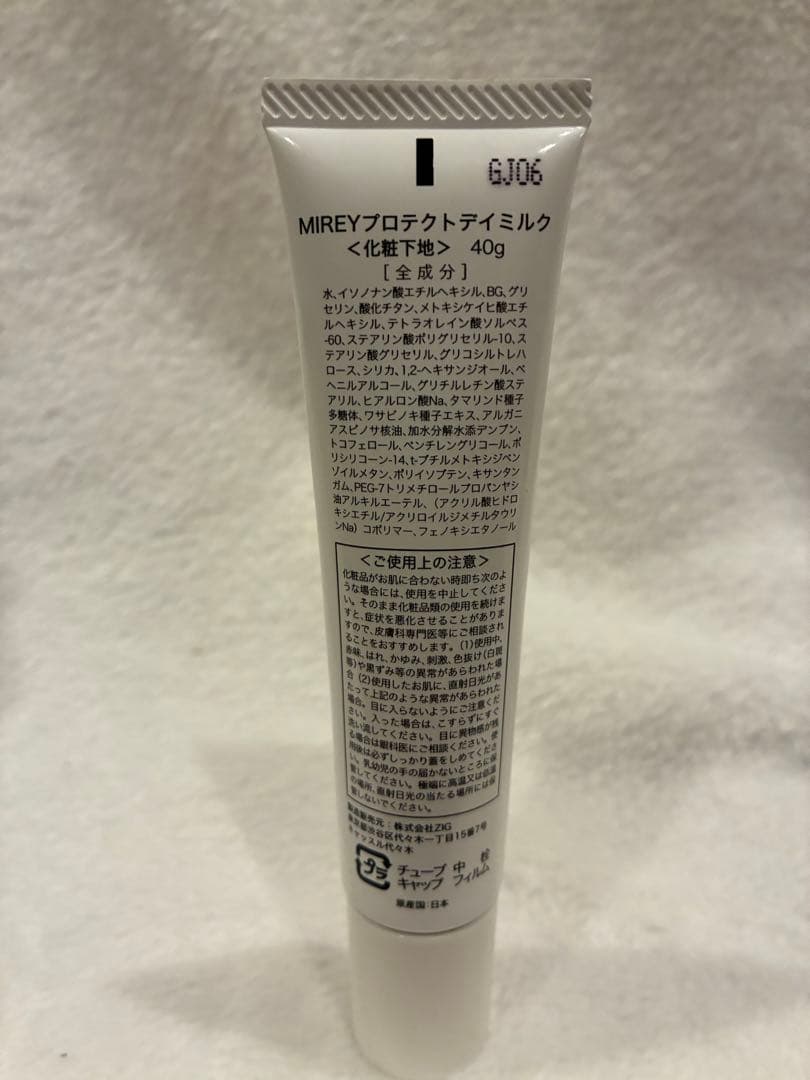 GJ06
MIREYプロテクトデイミルク
＜化粧下地＞ 40g
[全成分]
水、イソノナン酸エチルヘキシル、BG、グリ
セリン、酸化チタン、メトキシケイヒ酸エチ
ルヘキシル、テトラオレイン酸ソルベス
-60、ステアリン酸ポリグリセリル-10、ス
テアリン酸グリセリル、グリコシルトレハ
ロース、シリカ、1,2-ヘキサンジオール、ベ
ヘニルアルコール、グリチルレチン酸ステ
アリル、ヒアルロン酸Na、タマリンド種子
多糖体、ワサビノキ種子エキス、アルガニ
アスピノサ核油、加水分解水添デンプン、
トコフェロール、ペンチレングリコール、ポ
リシリコーン-14、t-ブチルメトキシジベン
ゾイルメタン、ポリイソブテン、キサンタン
ガム、PEG-7トリメチロールプロパンヤシ
油アルキルエーテル、（アクリル酸ヒドロ
キシエチル/アクリロイルジメチルタウリ
ンNa）コポリマー、フェノキシエタノール
＜ご使用上の注意＞
化粧品がお肌に合わない時即ち次のよ
うな場合には、使用を中止してくださ
い。そのまま化粧品類の使用を続けま
すと、症状を悪化させることがありま
すので、皮膚科専門医等にご相談され
ることをおすすめします。(1)使用中、
赤味、はれ、かゆみ、刺激、色抜け(白斑
等)や黒ずみ等の異常があらわれた場
合 (2)使用したお肌に、直射日光があ
たって上記のような異常があらわれた
場合。目に入らないようにご注意くだ
さい。入った場合は、こすらずにすぐ
洗い流してください。目に異物感が残
る場合は眼科医にご相談ください。使
用後は必ずしっかり蓋をしめてくださ
い。乳幼児の手の届かないところに保
管してください。極端に高温又は低温
の場所、直射日光の当たる場所には保
管しないでください。
製造販売元：株式会社ZIG
東京都渋谷区代々木一丁目15番7号
キャッスル代々木
プラ チューブ 中栓
キャップ フィルム
原産国：日本